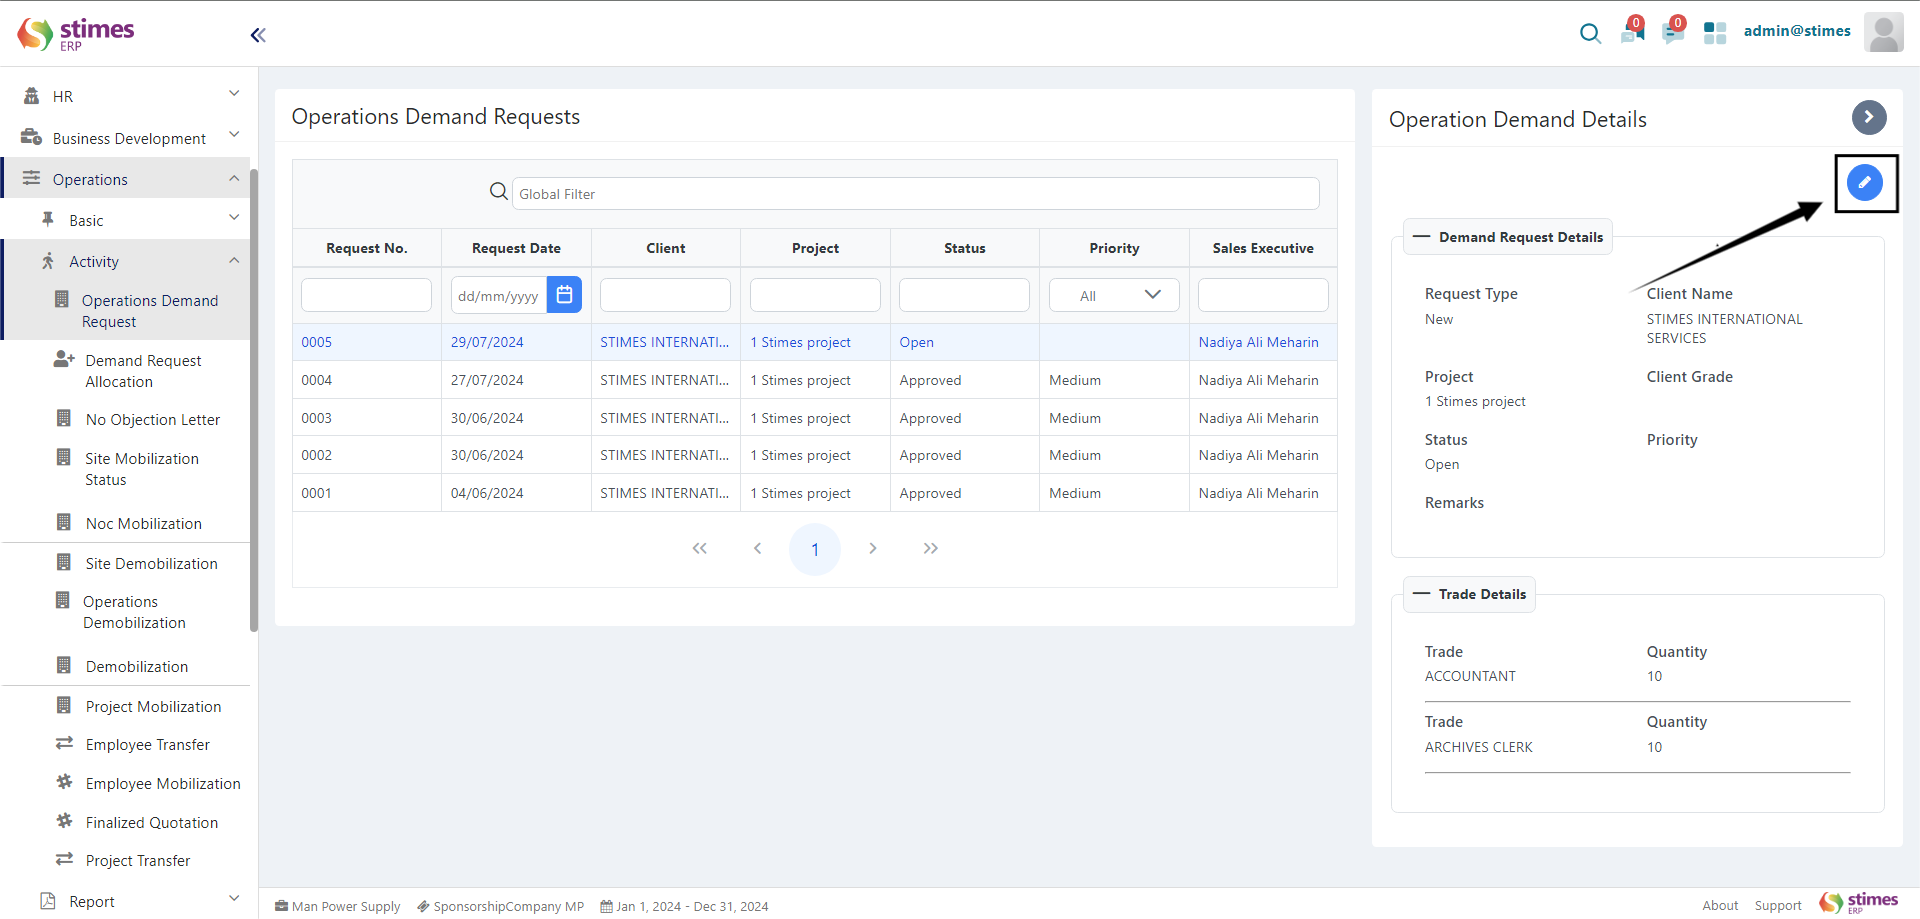 stimes
ERP
0
0
admin@stimes
HR
Business Development
Operations
Basic
Activity
Operations Demand
Request
Demand Request
Allocation
No Objection Letter
Site Mobilization
Status
Noc Mobilization
Site Demobilization
Operations
Demobilization
Demobilization
Project Mobilization
Employee Transfer
Employee Mobilization
Finalized Quotation
Project Transfer
Report
Operations Demand Requests
Global Filter
Request No. Request Date Client Project Status Priority Sales Executive
dd/mm/yyyy All
0005 29/07/2024 STIMES INTERNATI... 1 Stimes project Open Nadiya Ali Meharin
0004 27/07/2024 STIMES INTERNATI... 1 Stimes project Approved Medium Nadiya Ali Meharin
0003 30/06/2024 STIMES INTERNATI... 1 Stimes project Approved Medium Nadiya Ali Meharin
0002 30/06/2024 STIMES INTERNATI... 1 Stimes project Approved Medium Nadiya Ali Meharin
0001 04/06/2024 STIMES INTERNATI... 1 Stimes project Approved Medium Nadiya Ali Meharin
1
Operation Demand Details
Demand Request Details
Request Type Client Name
New STIMES INTERNATIONAL
SERVICES
Project Client Grade
1 Stimes project
Status Priority
Open
Remarks
Trade Details
Trade Quantity
ACCOUNTANT 10
Trade Quantity
ARCHIVES CLERK 10
Man Power Supply SponsorshipCompany MP Jan 1, 2024 - Dec 31, 2024
About Support stimes
ERP